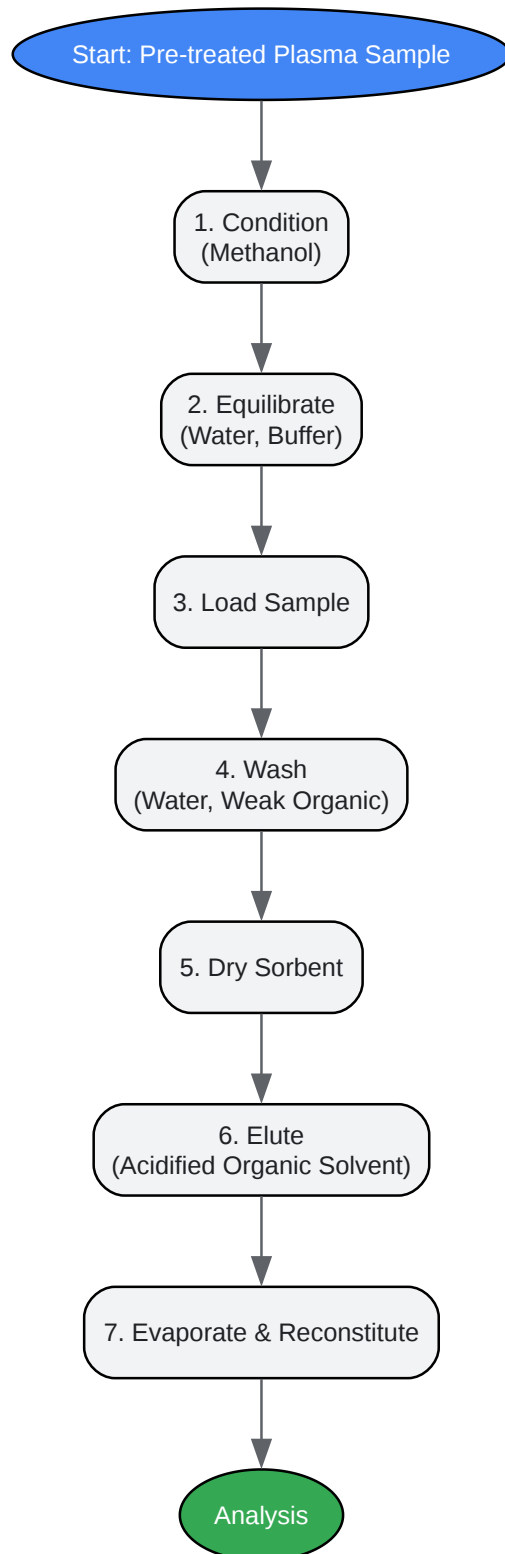 Start: Pre-treated Plasma Sample
1. Condition
(Methanol)
2. Equilibrate
(Water, Buffer)
3. Load Sample
4. Wash
(Water, Weak Organic)
5. Dry Sorbent
6. Elute
(Acidified Organic Solvent)
7. Evaporate & Reconstitute
Analysis